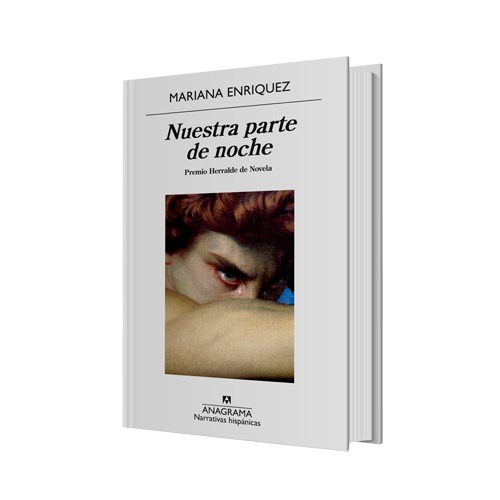 MARIANA ENRIQUEZ
Nuestra parte
de noche
Premio Herralde de Novela
ANAGRAMA
Narrativas hispánicas